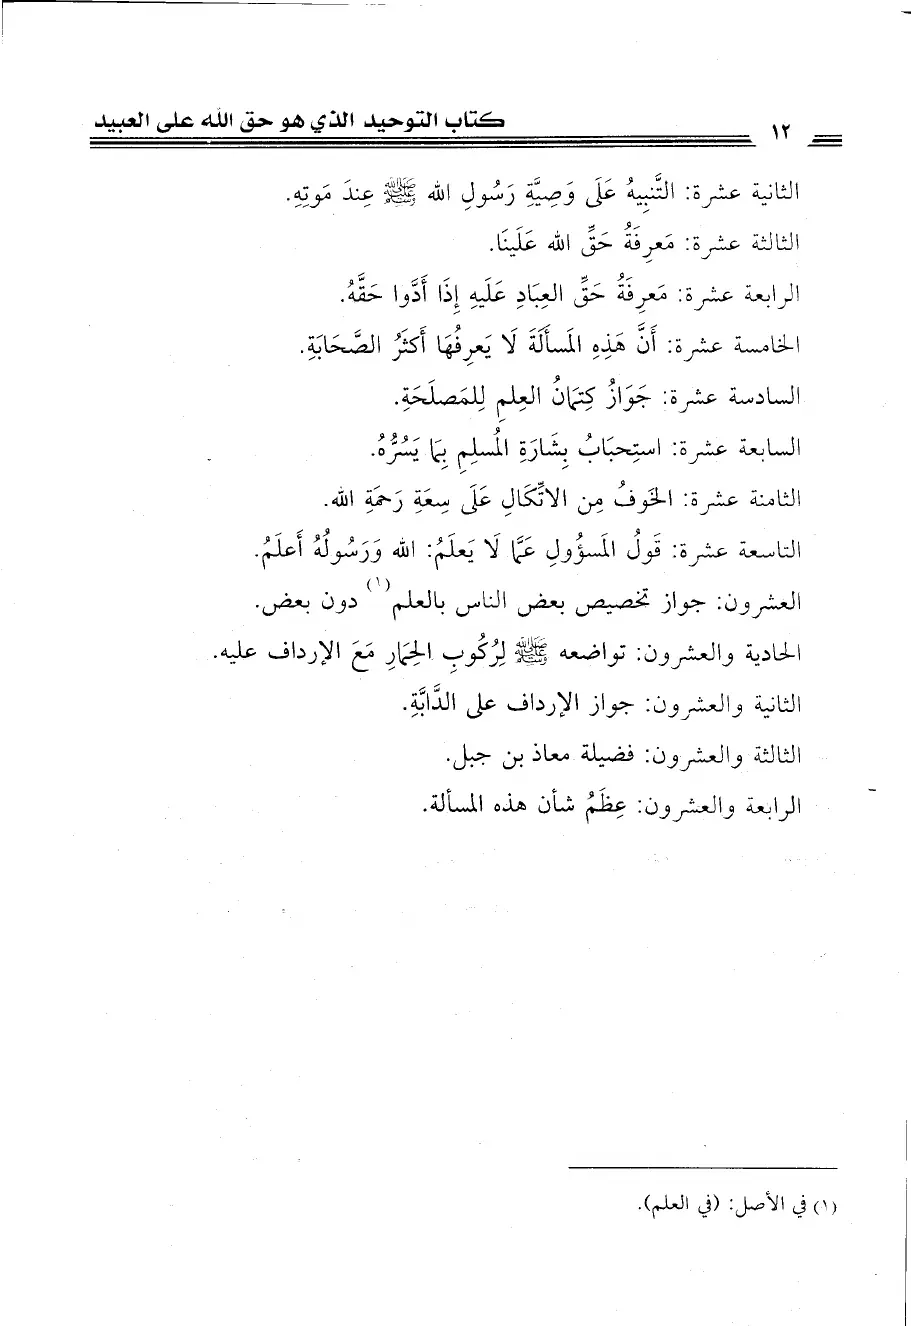 ١٢ كتاب التوحيد الذي هو حق الله على العبيد
الثانية عشرة: التَّنبِيهُ عَلَى وَصِيَّةِ رَسُولِ الله ﷺ عِندَ مَوتِهِ.
الثالثة عشرة: مَعرِفَةُ حَقِّ الله عَلَينَا.
الرابعة عشرة: مَعرِفَةُ حَقِّ العِبَادِ عَلَيهِ إِذَا أَدَّوا حَقَّهُ.
الخامسة عشرة: أَنَّ هَذِهِ المَسأَلَةَ لَا يَعرِفُهَا أَكثَرُ الصَّحَابَةِ.
السادسة عشرة: جَوَازُ كِتمَانُ العِلمِ لِلمَصلَحَةِ.
السابعة عشرة: استِحبَابُ بِشَارَةِ المُسلِمِ بِمَا يَسُرُّهُ.
الثامنة عشرة: الخَوفُ مِن الاتِّكَالِ عَلَى سِعَةِ رَحمَةِ الله.
التاسعة عشرة: قَولُ المَسؤُولِ عَمَّا لَا يَعلَمُ: الله وَرَسُولُهُ أَعلَمُ.
العشرون: جواز تخصيص بعض الناس بالعلم(١) دون بعض.
الحادية والعشرون: تواضعه ﷺ لِرُكُوبِ الحِمَارِ مَعَ الإرداف عليه.
الثانية والعشرون: جواز الإرداف على الدَّابَّةِ.
الثالثة والعشرون: فضيلة معاذ بن جبل.
الرابعة والعشرون: عِظَمُ شأن هذه المسألة.
(١) في الأصل: (في العلم).